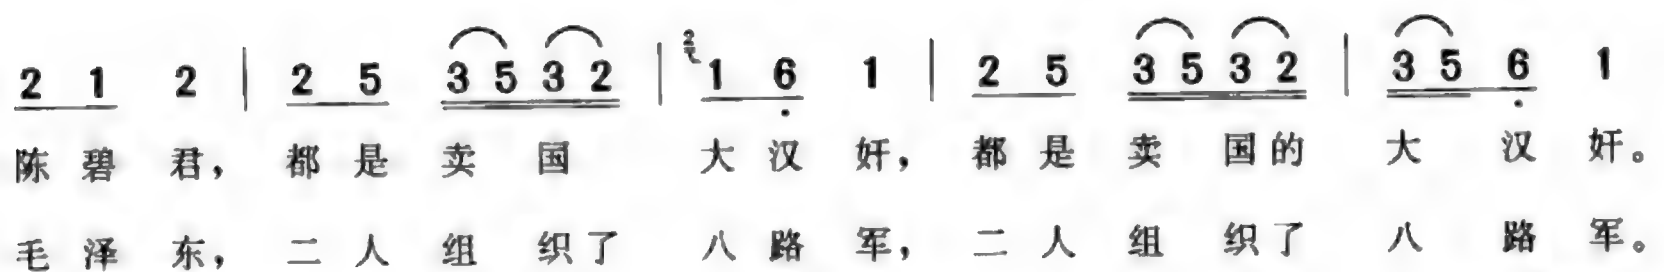 2 1 2 | 2 5 3 5 3 2 | 2 1 6 1 | 2 5 3 5 3 2 | 3 5 6 1
陈碧君，都是卖国 大汉奸，都是卖国的大汉奸。
毛泽东，二人组织了八路军，二人组织了八路军。